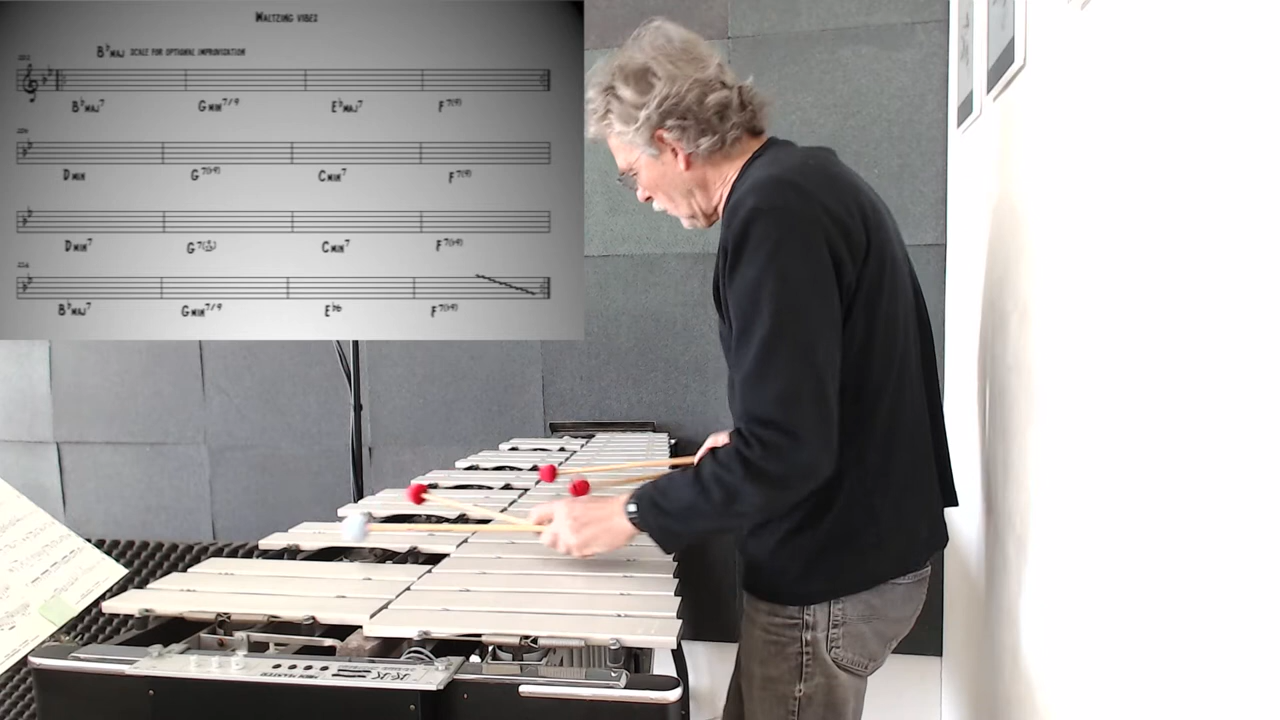 WALTZING VIBES
B♭MAJ SCALE FOR OPTIONAL IMPROVISATION
B♭MAJ7 GMIN7/9 E♭MAJ7 F7(9)
DMIN G7(♭9) CMIN7 F7(9)
DMIN7 G7 CMIN7 F7(♭9)
B♭MAJ7 GMIN7/9 E♭6 F7(♭9)